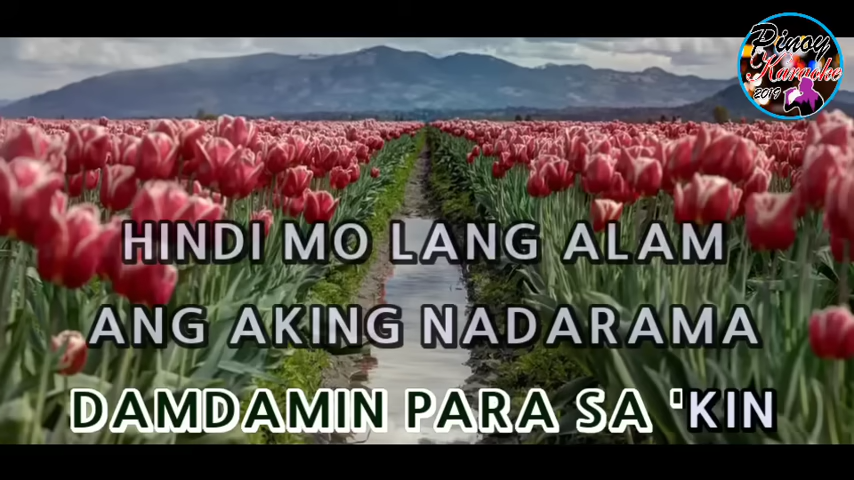 Pinoy
Karaoke
2019
HINDI MO LANG ALAM
ANG AKING NADARAMA
DAMDAMIN PARA SA 'KIN